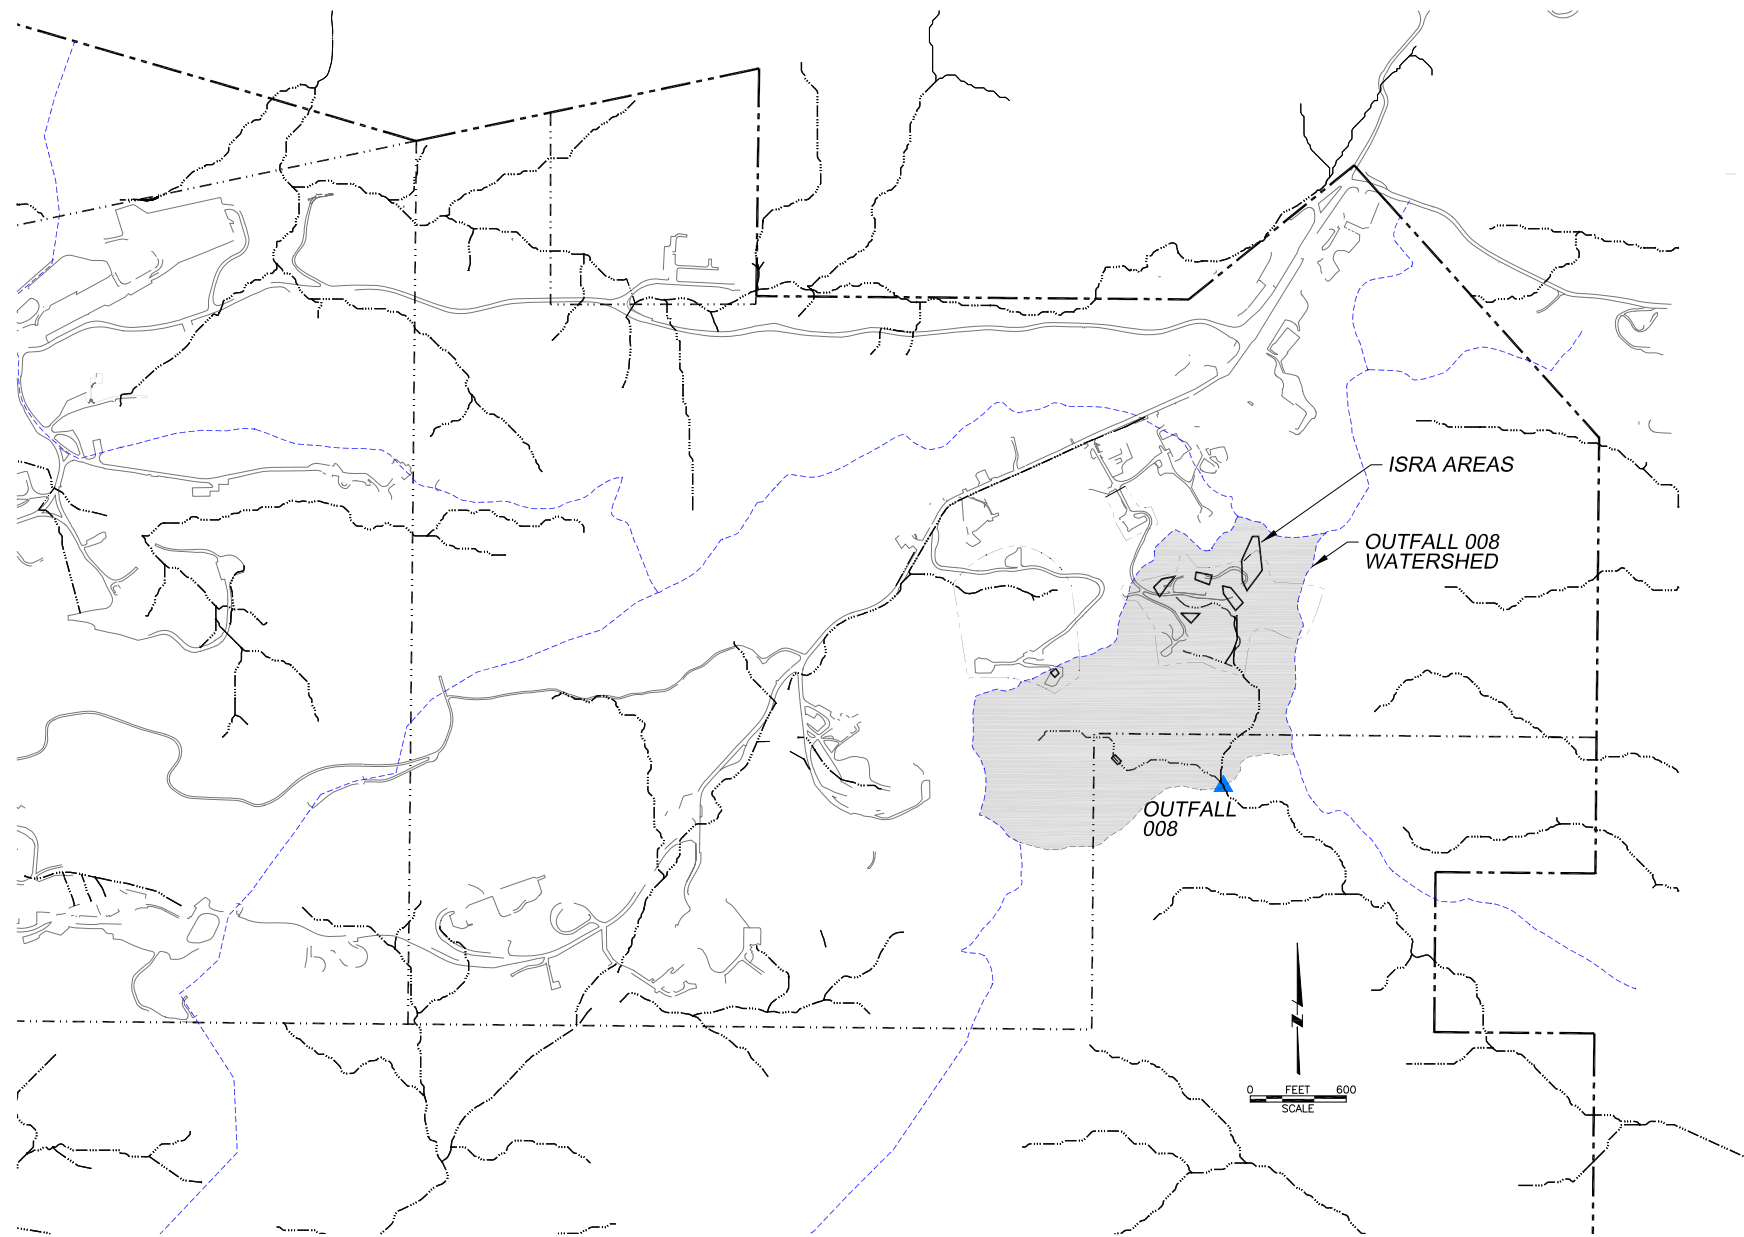 ISRA AREAS
OUTFALL 008
WATERSHED
OUTFALL
008
N
0 FEET 600
SCALE